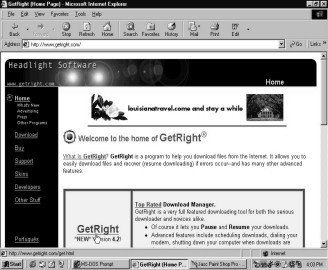 GetRight (Home Page) - Microsoft Internet Explorer
File Edit View Favorites Tools Help
Back Stop Refresh Home Search Favorites History Mail Print Edit
Address http://www.getright.com/ Go Links
Headlight Software
www.getright.com Home
Home
What's New
Advertising
Press
Other Programs
Download
Buy
Support
Skins
Developers
Other Stuff
Português
louisianatravel.come and stay a while
Welcome to the home of GetRight®
What Is GetRight? GetRight is a program to help you download files from the Internet. It allows you to
easily download files and recover (resume downloading) if errors occur--and has many other advanced
features.
GetRight
*NEW* Version 4.2!
Top Rated Download Manager.
GetRight is a very full featured downloading tool for both the serious
downloader and novices alike.
Of course it lets you Pause and Resume your downloads.
Advanced features include scheduling downloads, dialing your
modem, shutting down your computer when downloads are
http://www.getright.com/get.html Internet
Start MS-DOS Prompt GetRight (Home P... Jasc Paint Shop Pro 4:00 PM